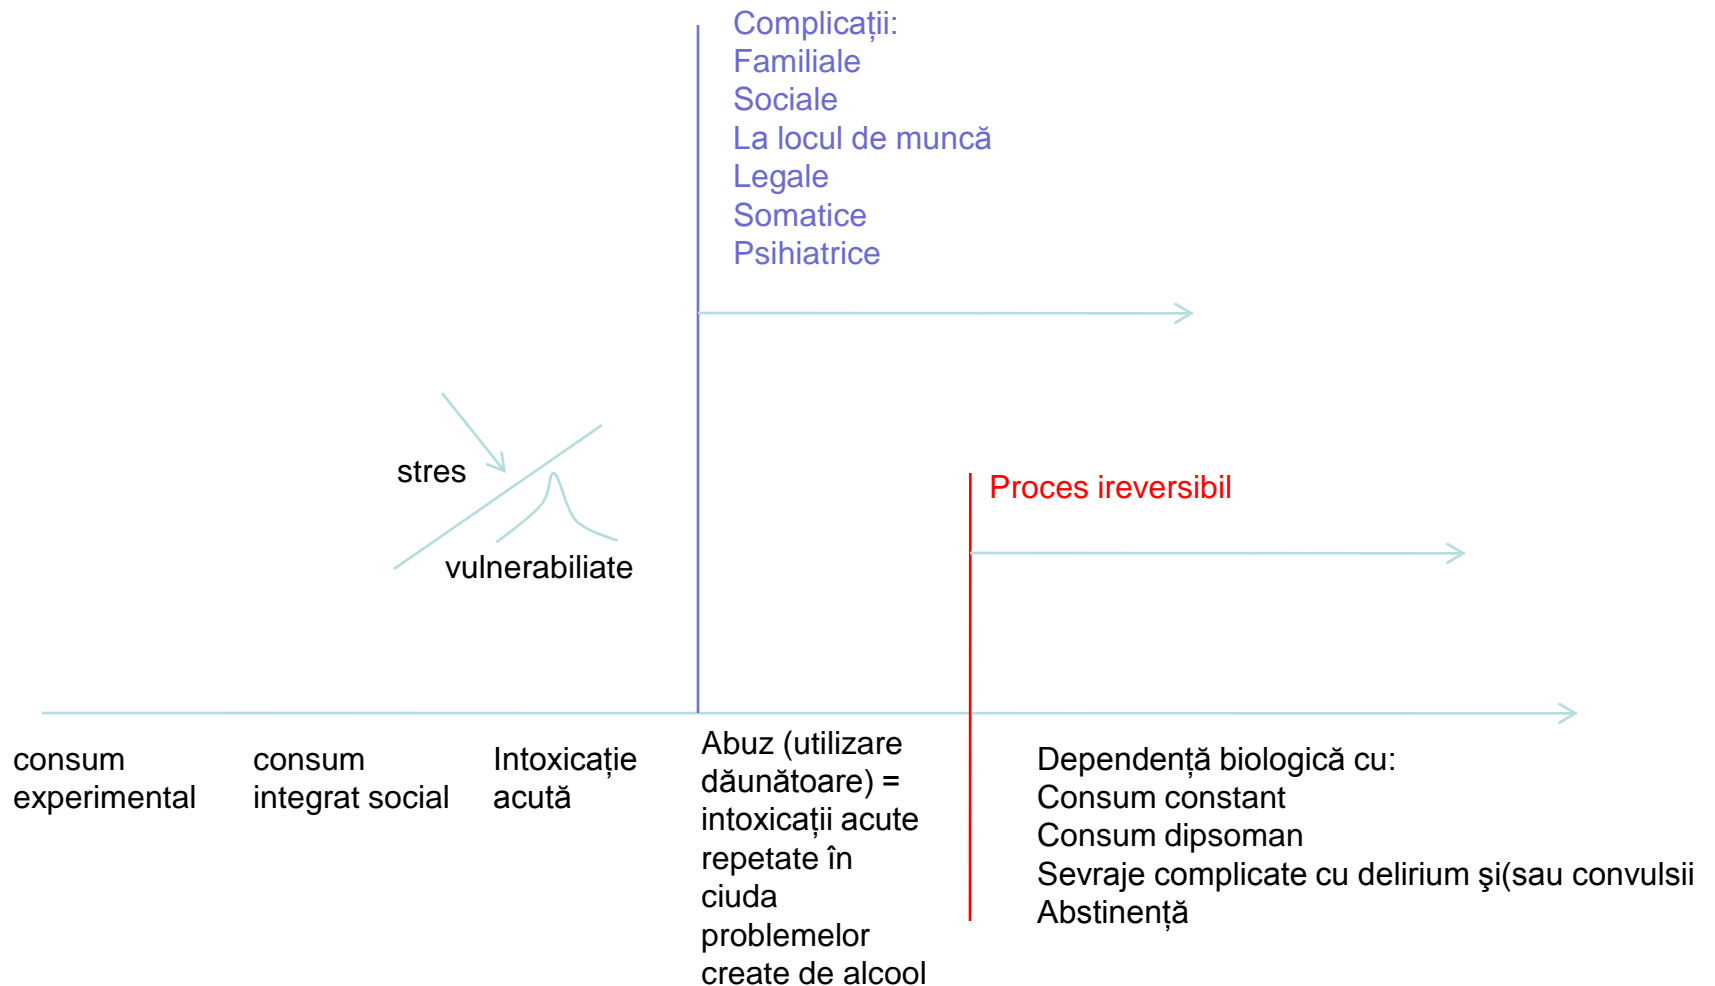 Complicații:
Familiale
Sociale
La locul de muncă
Legale
Somatice
Psihiatrice
stres
vulnerabiliate
Proces ireversibil
consum
experimental
consum
integrat social
Intoxicație
acută
Abuz (utilizare
dăunătoare) =
intoxicații acute
repetate în
ciuda
problemelor
create de alcool
Dependență biologică cu:
Consum constant
Consum dipsoman
Sevraje complicate cu delirium şi(sau convulsii
Abstinență